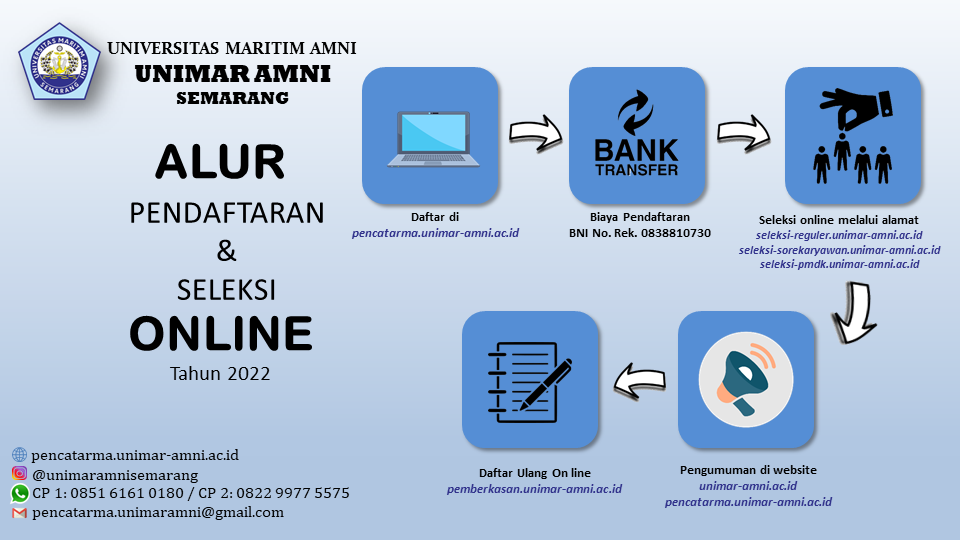 UNIVERSITAS MARITIM AMNI
SEMARANG
UNIVERSITAS MARITIM AMNI
UNIMAR AMNI
SEMARANG
ALUR
PENDAFTARAN
&
SELEKSI
ONLINE
Tahun 2022
Daftar di
pencatarma.unimar-amni.ac.id
BANK
TRANSFER
Biaya Pendaftaran
BNI No. Rek. 0838810730
Seleksi online melalui alamat
seleksi-reguler.unimar-amni.ac.id
seleksi-sorekaryawan.unimar-amni.ac.id
seleksi-pmdk.unimar-amni.ac.id
Pengumuman di website
unimar-amni.ac.id
pencatarma.unimar-amni.ac.id
Daftar Ulang On line
pemberkasan.unimar-amni.ac.id
pencatarma.unimar-amni.ac.id
@unimaramnisemarang
CP 1: 0851 6161 0180 / CP 2: 0822 9977 5575
pencatarma.unimaramni@gmail.com